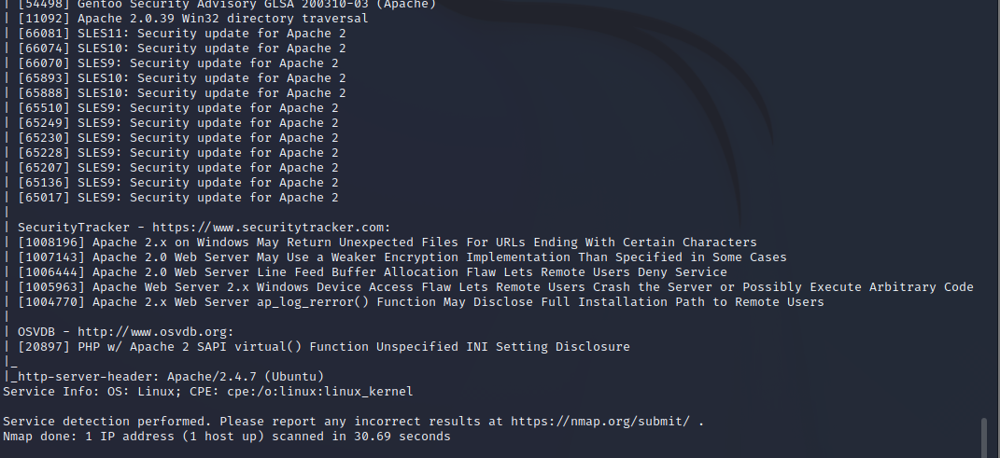 | [54498] Gentoo Security Advisory GLSA 200310-03 (Apache)
| [11092] Apache 2.0.39 Win32 directory traversal
| [66081] SLES11: Security update for Apache 2
| [66074] SLES10: Security update for Apache 2
| [66070] SLES9: Security update for Apache 2
| [65893] SLES10: Security update for Apache 2
| [65888] SLES10: Security update for Apache 2
| [65510] SLES9: Security update for Apache 2
| [65249] SLES9: Security update for Apache 2
| [65230] SLES9: Security update for Apache 2
| [65228] SLES9: Security update for Apache 2
| [65207] SLES9: Security update for Apache 2
| [65136] SLES9: Security update for Apache 2
| [65017] SLES9: Security update for Apache 2
|
| SecurityTracker - https://www.securitytracker.com:
| [1008196] Apache 2.x on Windows May Return Unexpected Files For URLs Ending With Certain Characters
| [1007143] Apache 2.0 Web Server May Use a Weaker Encryption Implementation Than Specified in Some Cases
| [1006444] Apache 2.0 Web Server Line Feed Buffer Allocation Flaw Lets Remote Users Deny Service
| [1005963] Apache Web Server 2.x Windows Device Access Flaw Lets Remote Users Crash the Server or Possibly Execute Arbitrary Code
| [1004770] Apache 2.x Web Server ap_log_rerror() Function May Disclose Full Installation Path to Remote Users
|
| OSVDB - http://www.osvdb.org:
| [20897] PHP w/ Apache 2 SAPI virtual() Function Unspecified INI Setting Disclosure
|_
|_http-server-header: Apache/2.4.7 (Ubuntu)
Service Info: OS: Linux; CPE: cpe:/o:linux:linux_kernel

Service detection performed. Please report any incorrect results at https://nmap.org/submit/ .
Nmap done: 1 IP address (1 host up) scanned in 30.69 seconds